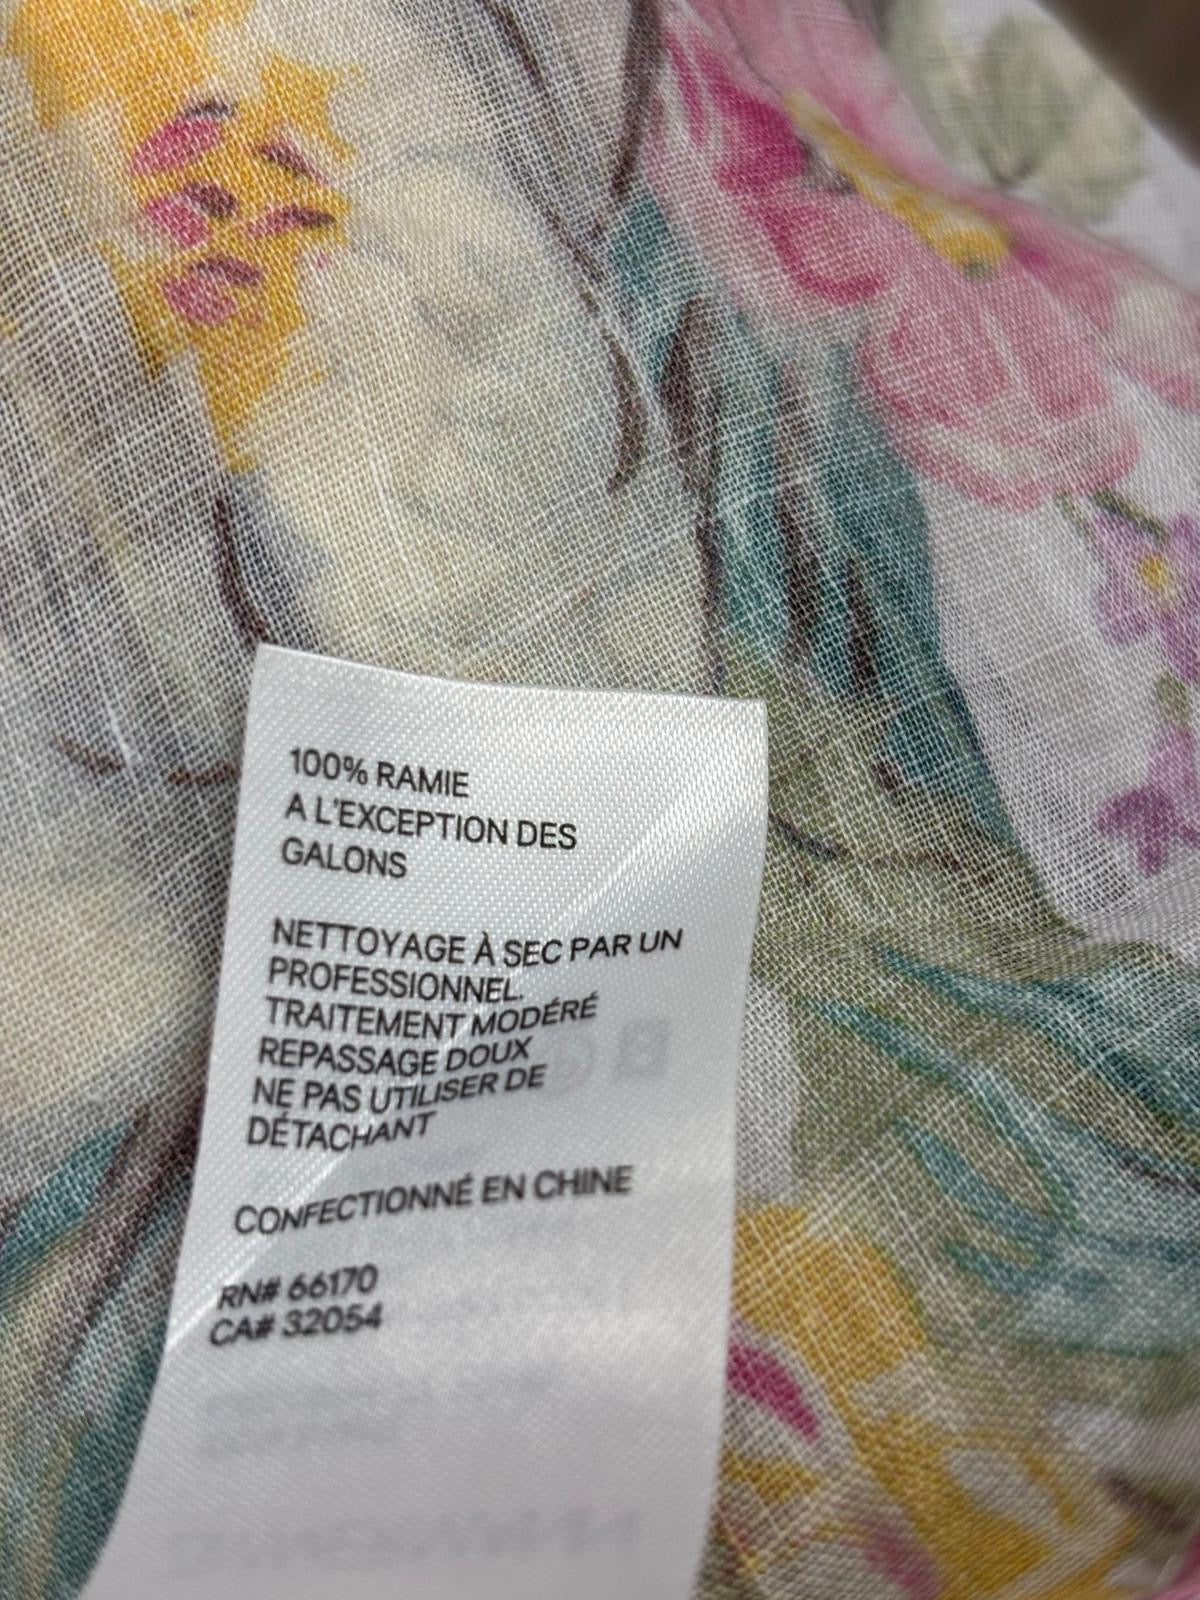 100% RAMIE
A L'EXCEPTION DES
GALONS
NETTOYAGE À SEC PAR UN
PROFESSIONNEL.
TRAITEMENT MODÉRÉ
REPASSAGE DOUX
NE PAS UTILISER DE
DÉTACHANT
CONFECTIONNÉ EN CHINE
RN# 66170
CA# 32054